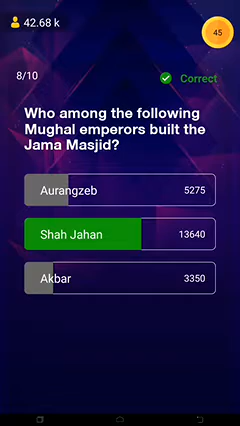 42.68 k
45
8/10
Correct
Who among the following
Mughal emperors built the
Jama Masjid?
Aurangzeb 5275
Shah Jahan 13640
Akbar 3350